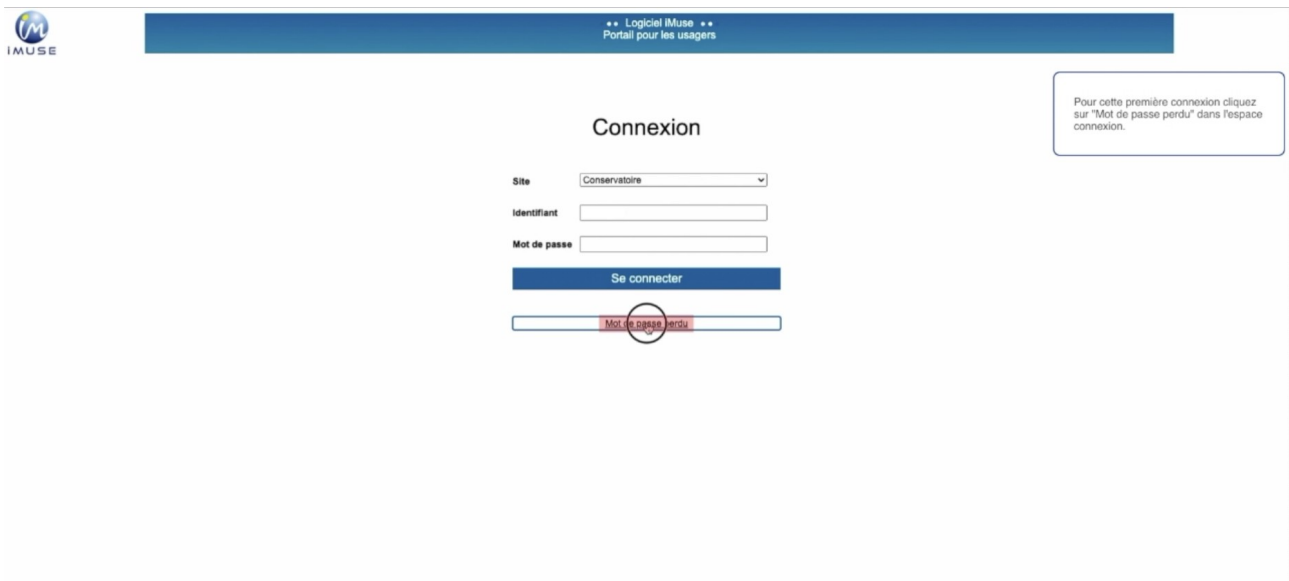 iM
iMUSE
•• Logiciel iMuse ••
Portail pour les usagers
Pour cette première connexion cliquez
sur "Mot de passe perdu" dans l'espace
connexion.
Connexion
Site Conservatoire
Identifiant
Mot de passe
Se connecter
Mot de passe perdu